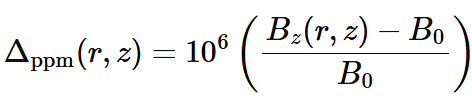 Δ_ppm(r, z) = 10^6 ( (B_z(r, z) − B_0) / B_0 )